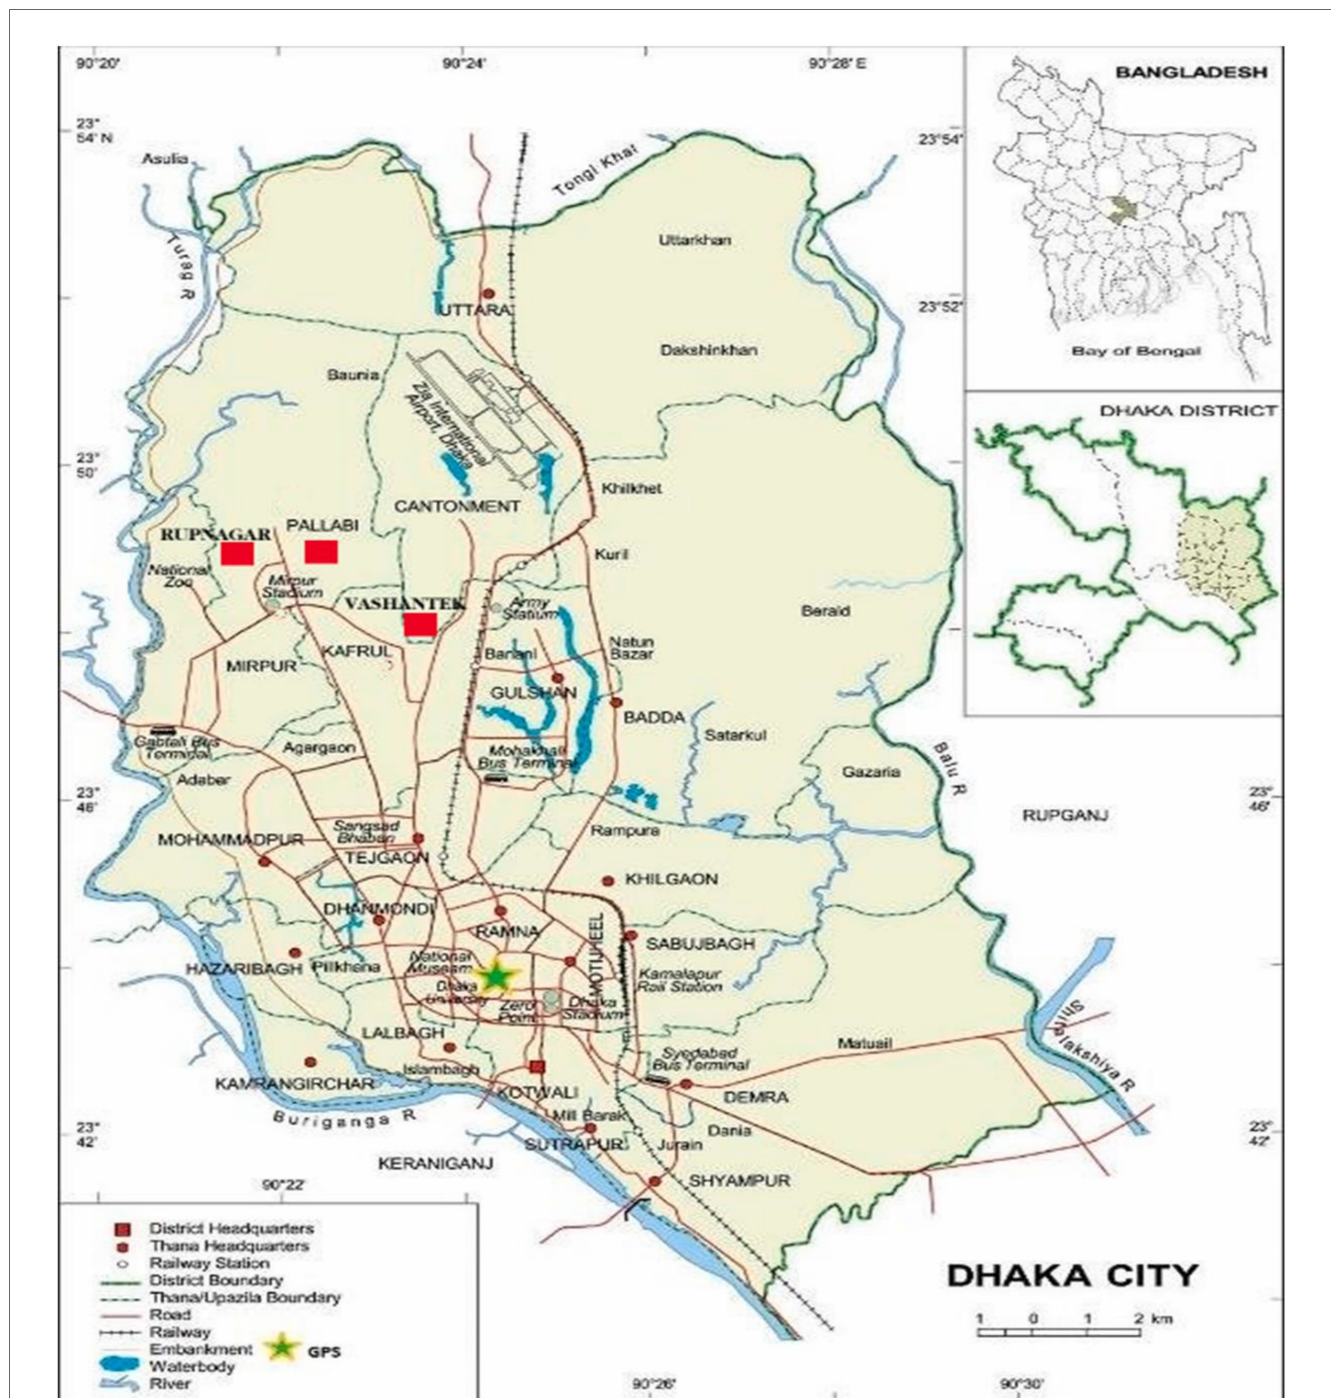 90°20'
90°24'
90°28' E
BANGLADESH
23°
54' N
23°54'
Asulia
Tongi Khal
Turag R
Uttarkhan
23°52'
UTTARA
Dakshinkhan
Bay of Bengal
Baunia
Zia International
Airport, Dhaka
DHAKA DISTRICT
23°
50'
Khilkhet
CANTONMENT
RUPNAGAR
PALLABI
Kuril
National
Zoo
Mirpur
Stadium
VASHANTEK
Army
Statium
Beraid
KAFRUL
Banani
Natun
Bazar
MIRPUR
GULSHAN
BADDA
Gabtali Bus
Terminal
Agargaon
Mohakhali
Bus Terminal
Satarkul
Adabar
Gazaria
Balu R
23°
46'
23°
46'
RUPGANJ
MOHAMMADPUR
Sangsad
Bhaban
Rampura
TEJGAON
KHILGAON
DHANMONDI
RAMNA
MOTIJHEEL
SABUJBAGH
HAZARIBAGH
Pilkhana
National
Museam
Kamalapur
Rail Station
Dhaka
University
Zero
Point
Dhaka
Stadium
LALBAGH
Matuail
Shitalakshiya R
Islambagh
Syedabad
Bus Terminal
KAMRANGIRCHAR
KOTWALI
DEMRA
Buriganga R
Mill Barak
Dania
23°
42'
23°
42'
SUTRAPUR
Jurain
KERANIGANJ
SHYAMPUR
90°22'
District Headquarters
Thana Headquarters
Railway Station
District Boundary
Thana/Upazila Boundary
Road
Railway
Embankment
GPS
Waterbody
River
DHAKA CITY
1 0 1 2 km
90°26'
90°30'